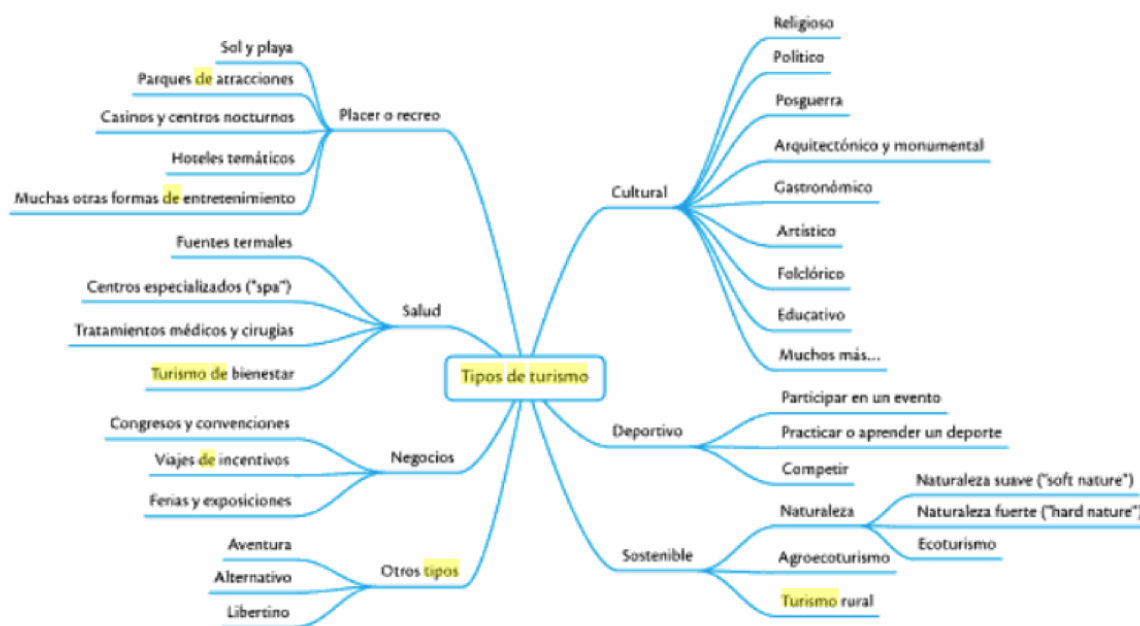 Sol y playa
Parques de atracciones
Casinos y centros nocturnos
Hoteles temáticos
Muchas otras formas de entretenimiento
Placer o recreo
Fuentes termales
Centros especializados ("spa")
Tratamientos médicos y cirugías
Turismo de bienestar
Salud
Congresos y convenciones
Viajes de incentivos
Ferias y exposiciones
Negocios
Aventura
Alternativo
Libertino
Otros tipos
Tipos de turismo
Cultural
Religioso
Político
Posguerra
Arquitectónico y monumental
Gastronómico
Artístico
Folclórico
Educativo
Muchos más...
Deportivo
Participar en un evento
Practicar o aprender un deporte
Competir
Sostenible
Naturaleza
Naturaleza suave ("soft nature")
Naturaleza fuerte ("hard nature")
Ecoturismo
Agroecoturismo
Turismo rural